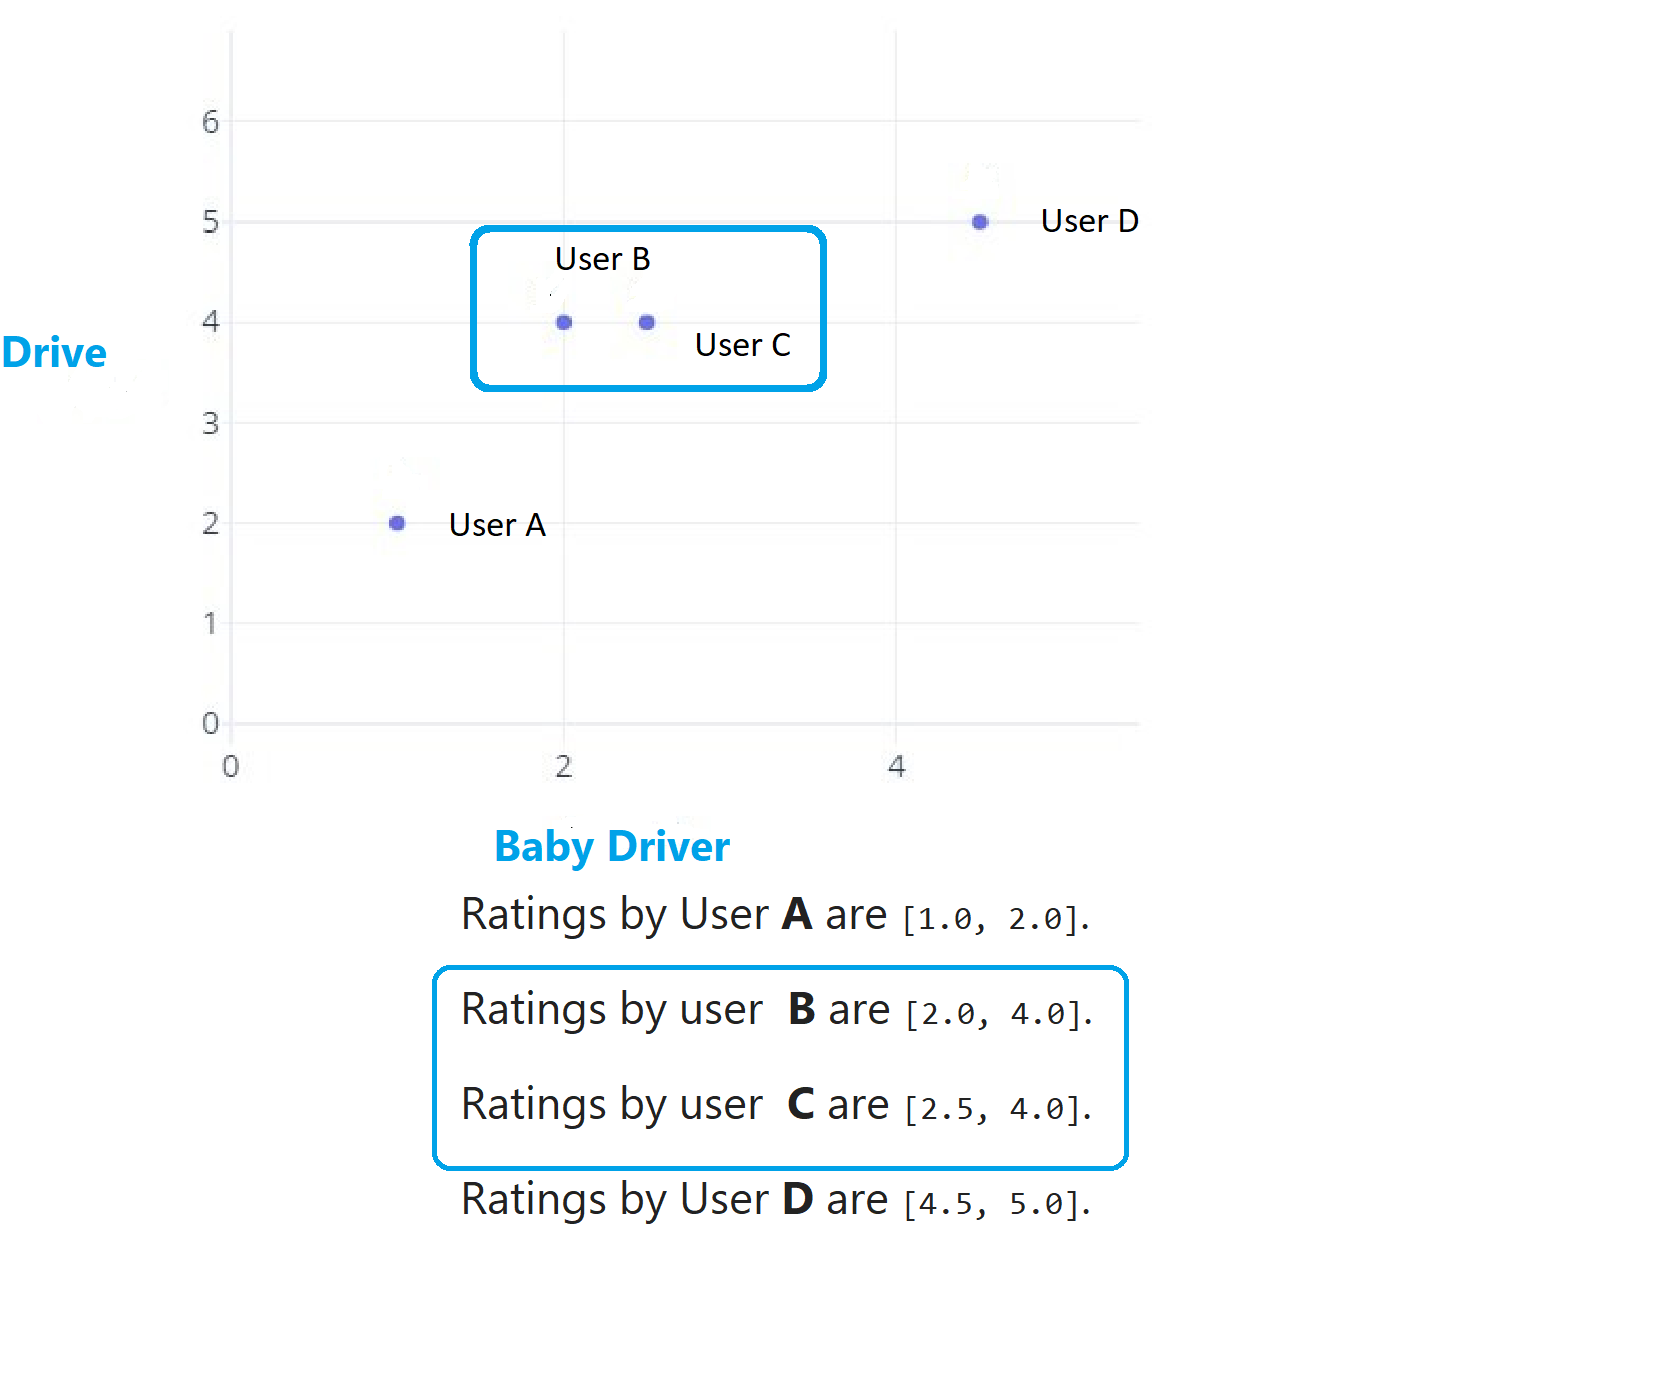 6
5
User D
User B
4
User C
Drive
3
2
User A
1
0
0 2 4
Baby Driver
Ratings by User A are [1.0, 2.0].
Ratings by user B are [2.0, 4.0].
Ratings by user C are [2.5, 4.0].
Ratings by User D are [4.5, 5.0].